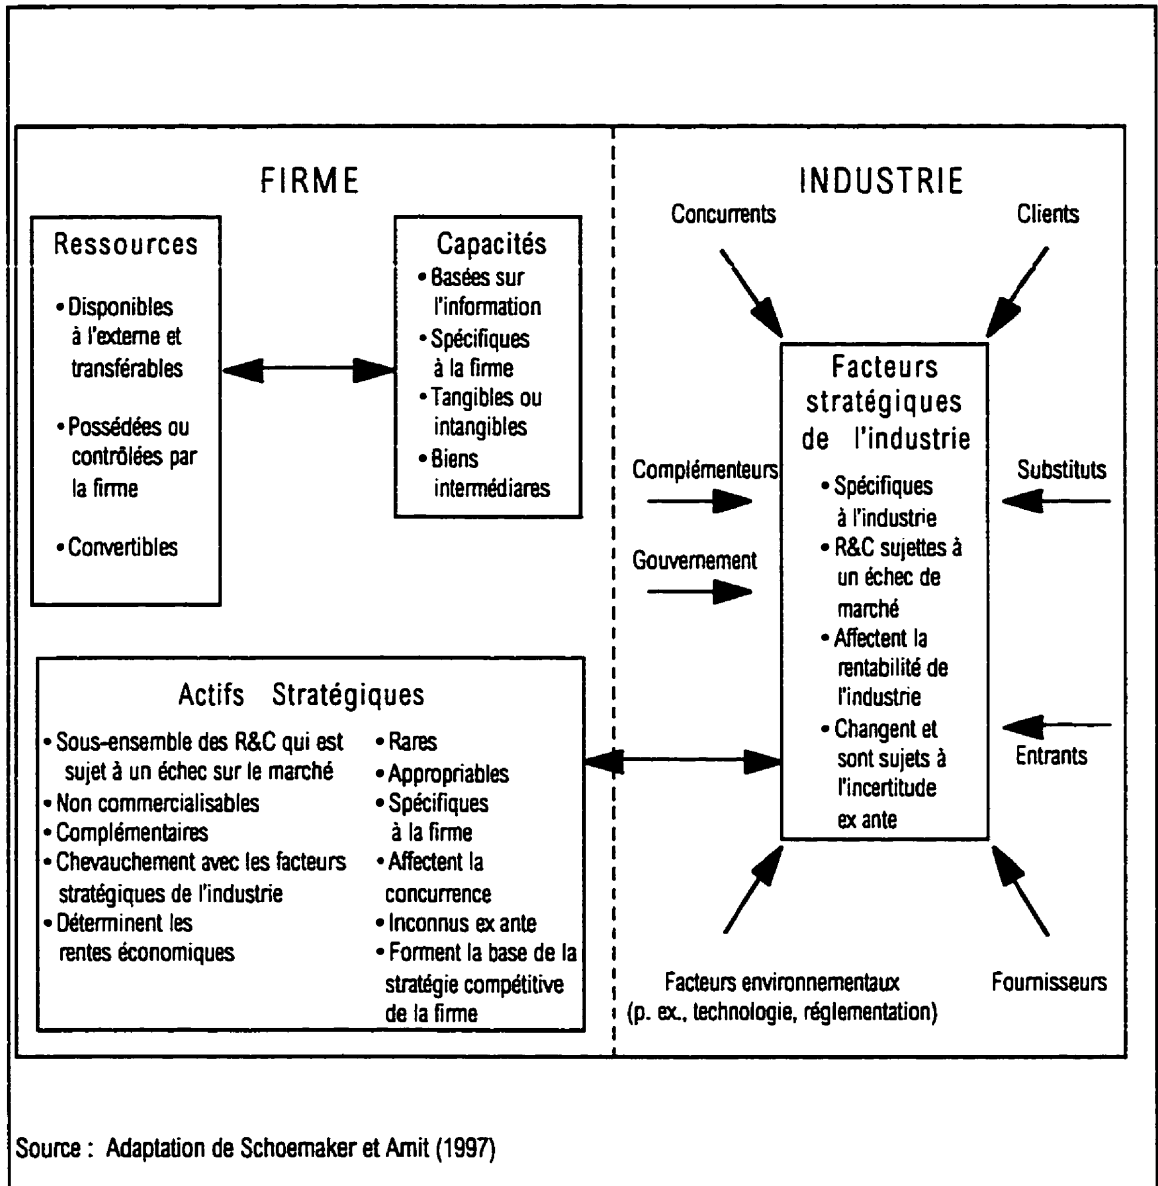 FIRME
Ressources
• Disponibles
à l'externe et
transférables
• Possédées ou
contrôlées par
la firme
• Convertibles
Capacités
• Basées sur
l'information
• Spécifiques
à la firme
• Tangibles ou
intangibles
• Biens
intermédiares
Actifs Stratégiques
• Sous-ensemble des R&C qui est
sujet à un échec sur le marché
• Non commercialisables
• Complémentaires
• Chevauchement avec les facteurs
stratégiques de l'industrie
• Déterminent les
rentes économiques
• Rares
• Appropriables
• Spécifiques
à la firme
• Affectent la
concurrence
• Inconnus ex ante
• Forment la base de la
stratégie compétitive
de la firme
INDUSTRIE
Concurrents
Clients
Complémenteurs
Gouvernement
Facteurs
stratégiques
de l'industrie
• Spécifiques
à l'industrie
• R&C sujettes à
un échec de
marché
• Affectent la
rentabilité de
l'industrie
• Changent et
sont sujets à
l'incertitude
ex ante
Substituts
Entrants
Facteurs environnementaux
(p. ex., technologie, réglementation)
Fournisseurs
Source : Adaptation de Schoemaker et Amit (1997)